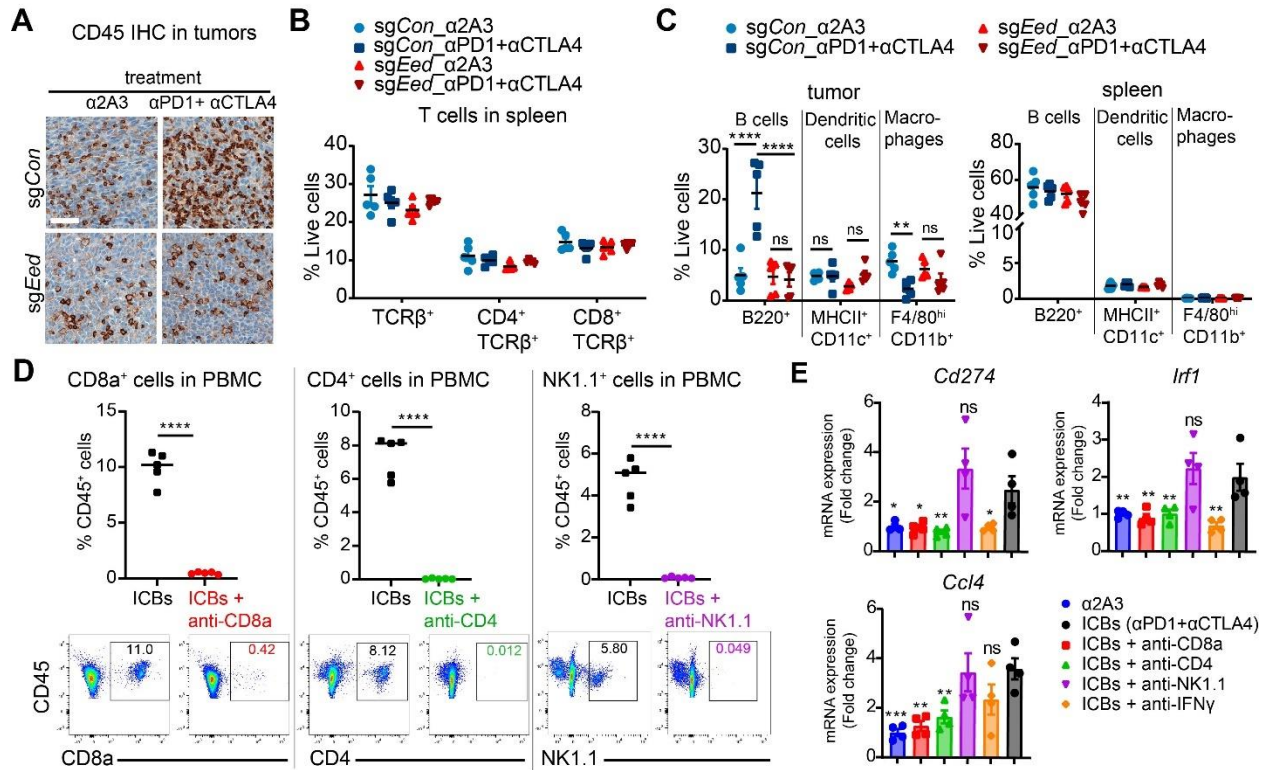 A
CD45 IHC in tumors
treatment
α2A3 αPD1+ αCTLA4
sgCon
sgEed
B
sgCon_α2A3
sgCon_αPD1+αCTLA4
sgEed_α2A3
sgEed_αPD1+αCTLA4
T cells in spleen
% Live cells
40
30
20
10
0
TCRβ⁺
CD4⁺
TCRβ⁺
CD8⁺
TCRβ⁺
C
sgCon_α2A3
sgCon_αPD1+αCTLA4
sgEed_α2A3
sgEed_αPD1+αCTLA4
tumor
B cells
Dendritic
cells
Macro-
phages
**** **** ns ns ns ** ns
% Live cells
30
20
10
5
0
B220⁺
MHCII⁺
CD11c⁺
F4/80ʰⁱ
CD11b⁺
spleen
B cells
Dendritic
cells
Macro-
phages
% Live cells
80
60
40
5
0
B220⁺
MHCII⁺
CD11c⁺
F4/80ʰⁱ
CD11b⁺
D
CD8a⁺ cells in PBMC
% CD45⁺ cells
15
10
5
0
****
ICBs
ICBs +
anti-CD8a
CD4⁺ cells in PBMC
% CD45⁺ cells
10
8
6
4
2
0
****
ICBs
ICBs +
anti-CD4
NK1.1⁺ cells in PBMC
% CD45⁺ cells
8
6
4
2
0
****
ICBs
ICBs +
anti-NK1.1
CD45
11.0 0.42
8.12 0.012
5.80 0.049
CD8a
CD4
NK1.1
E
Cd274
mRNA expression
(Fold change)
6
4
2
0
* * ** ns *
Irf1
mRNA expression
(Fold change)
4
3
2
1
0
** ** ** ns **
Ccl4
mRNA expression
(Fold change)
6
4
2
0
*** ** ** ns ns
α2A3
ICBs (αPD1+αCTLA4)
ICBs + anti-CD8a
ICBs + anti-CD4
ICBs + anti-NK1.1
ICBs + anti-IFNγ